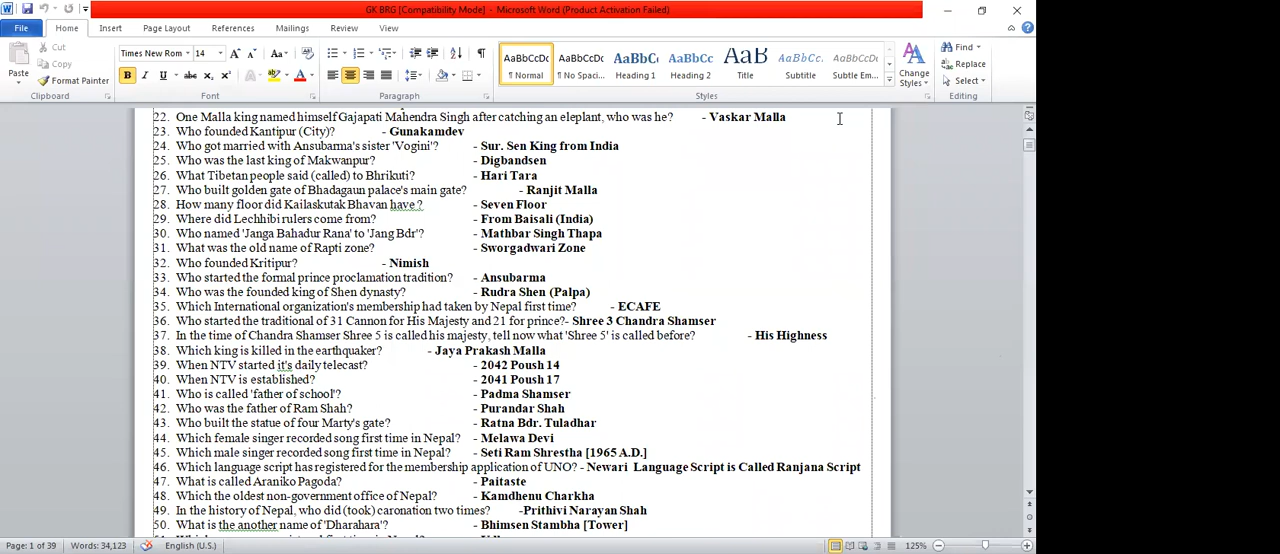 GK BRG [Compatibility Mode] - Microsoft Word (Product Activation Failed)
File Home Insert Page Layout References Mailings Review View
Cut
Copy
Format Painter
Paste
Clipboard
Times New Rom 14
Font
Paragraph
AaBbCcDc AaBbCcDc AaBbC AaBbCc AaB AaBbCc. AaBbCcDc
¶ Normal ¶ No Spaci... Heading 1 Heading 2 Title Subtitle Subtle Em...
Change Styles
Styles
Find
Replace
Select
Editing
22. One Malla king named himself Gajapati Mahendra Singh after catching an eleplant, who was he? - Vaskar Malla
23. Who founded Kantipur (City)? - Gunakamdev
24. Who got married with Ansubarma's sister 'Vogini'? - Sur. Sen King from India
25. Who was the last king of Makwanpur? - Digbandsen
26. What Tibetan people said (called) to Bhrikuti? - Hari Tara
27. Who built golden gate of Bhadagaun palace's main gate? - Ranjit Malla
28. How many floor did Kailaskutak Bhavan have ? - Seven Floor
29. Where did Lechhibi rulers come from? - From Baisali (India)
30. Who named 'Janga Bahadur Rana' to 'Jang Bdr'? - Mathbar Singh Thapa
31. What was the old name of Rapti zone? - Sworgadwari Zone
32. Who founded Kritipur? - Nimish
33. Who started the formal prince proclamation tradition? - Ansubarma
34. Who was the founded king of Shen dynasty? - Rudra Shen (Palpa)
35. Which International organization's membership had taken by Nepal first time? - ECAFE
36. Who started the traditional of 31 Cannon for His Majesty and 21 for prince?- Shree 3 Chandra Shamser
37. In the time of Chandra Shamser Shree 5 is called his majesty, tell now what 'Shree 5' is called before? - His Highness
38. Which king is killed in the earthquaker? - Jaya Prakash Malla
39. When NTV started it's daily telecast? - 2042 Poush 14
40. When NTV is established? - 2041 Poush 17
41. Who is called 'father of school'? - Padma Shamser
42. Who was the father of Ram Shah? - Purandar Shah
43. Who built the statue of four Marty's gate? - Ratna Bdr. Tuladhar
44. Which female singer recorded song first time in Nepal? - Melawa Devi
45. Which male singer recorded song first time in Nepal? - Seti Ram Shrestha [1965 A.D.]
46. Which language script has registered for the membership application of UNO? - Newari Language Script is Called Ranjana Script
47. What is called Araniko Pagoda? - Paitaste
48. Which the oldest non-government office of Nepal? - Kamdhenu Charkha
49. In the history of Nepal, who did (took) caronation two times? -Prithivi Narayan Shah
50. What is the another name of 'Dharahara'? - Bhimsen Stambha [Tower]
Page: 1 of 39 Words: 34,123 English (U.S.) 125%